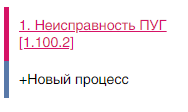 1. Неисправность ПУГ
[1.100.2]
+Новый процесс